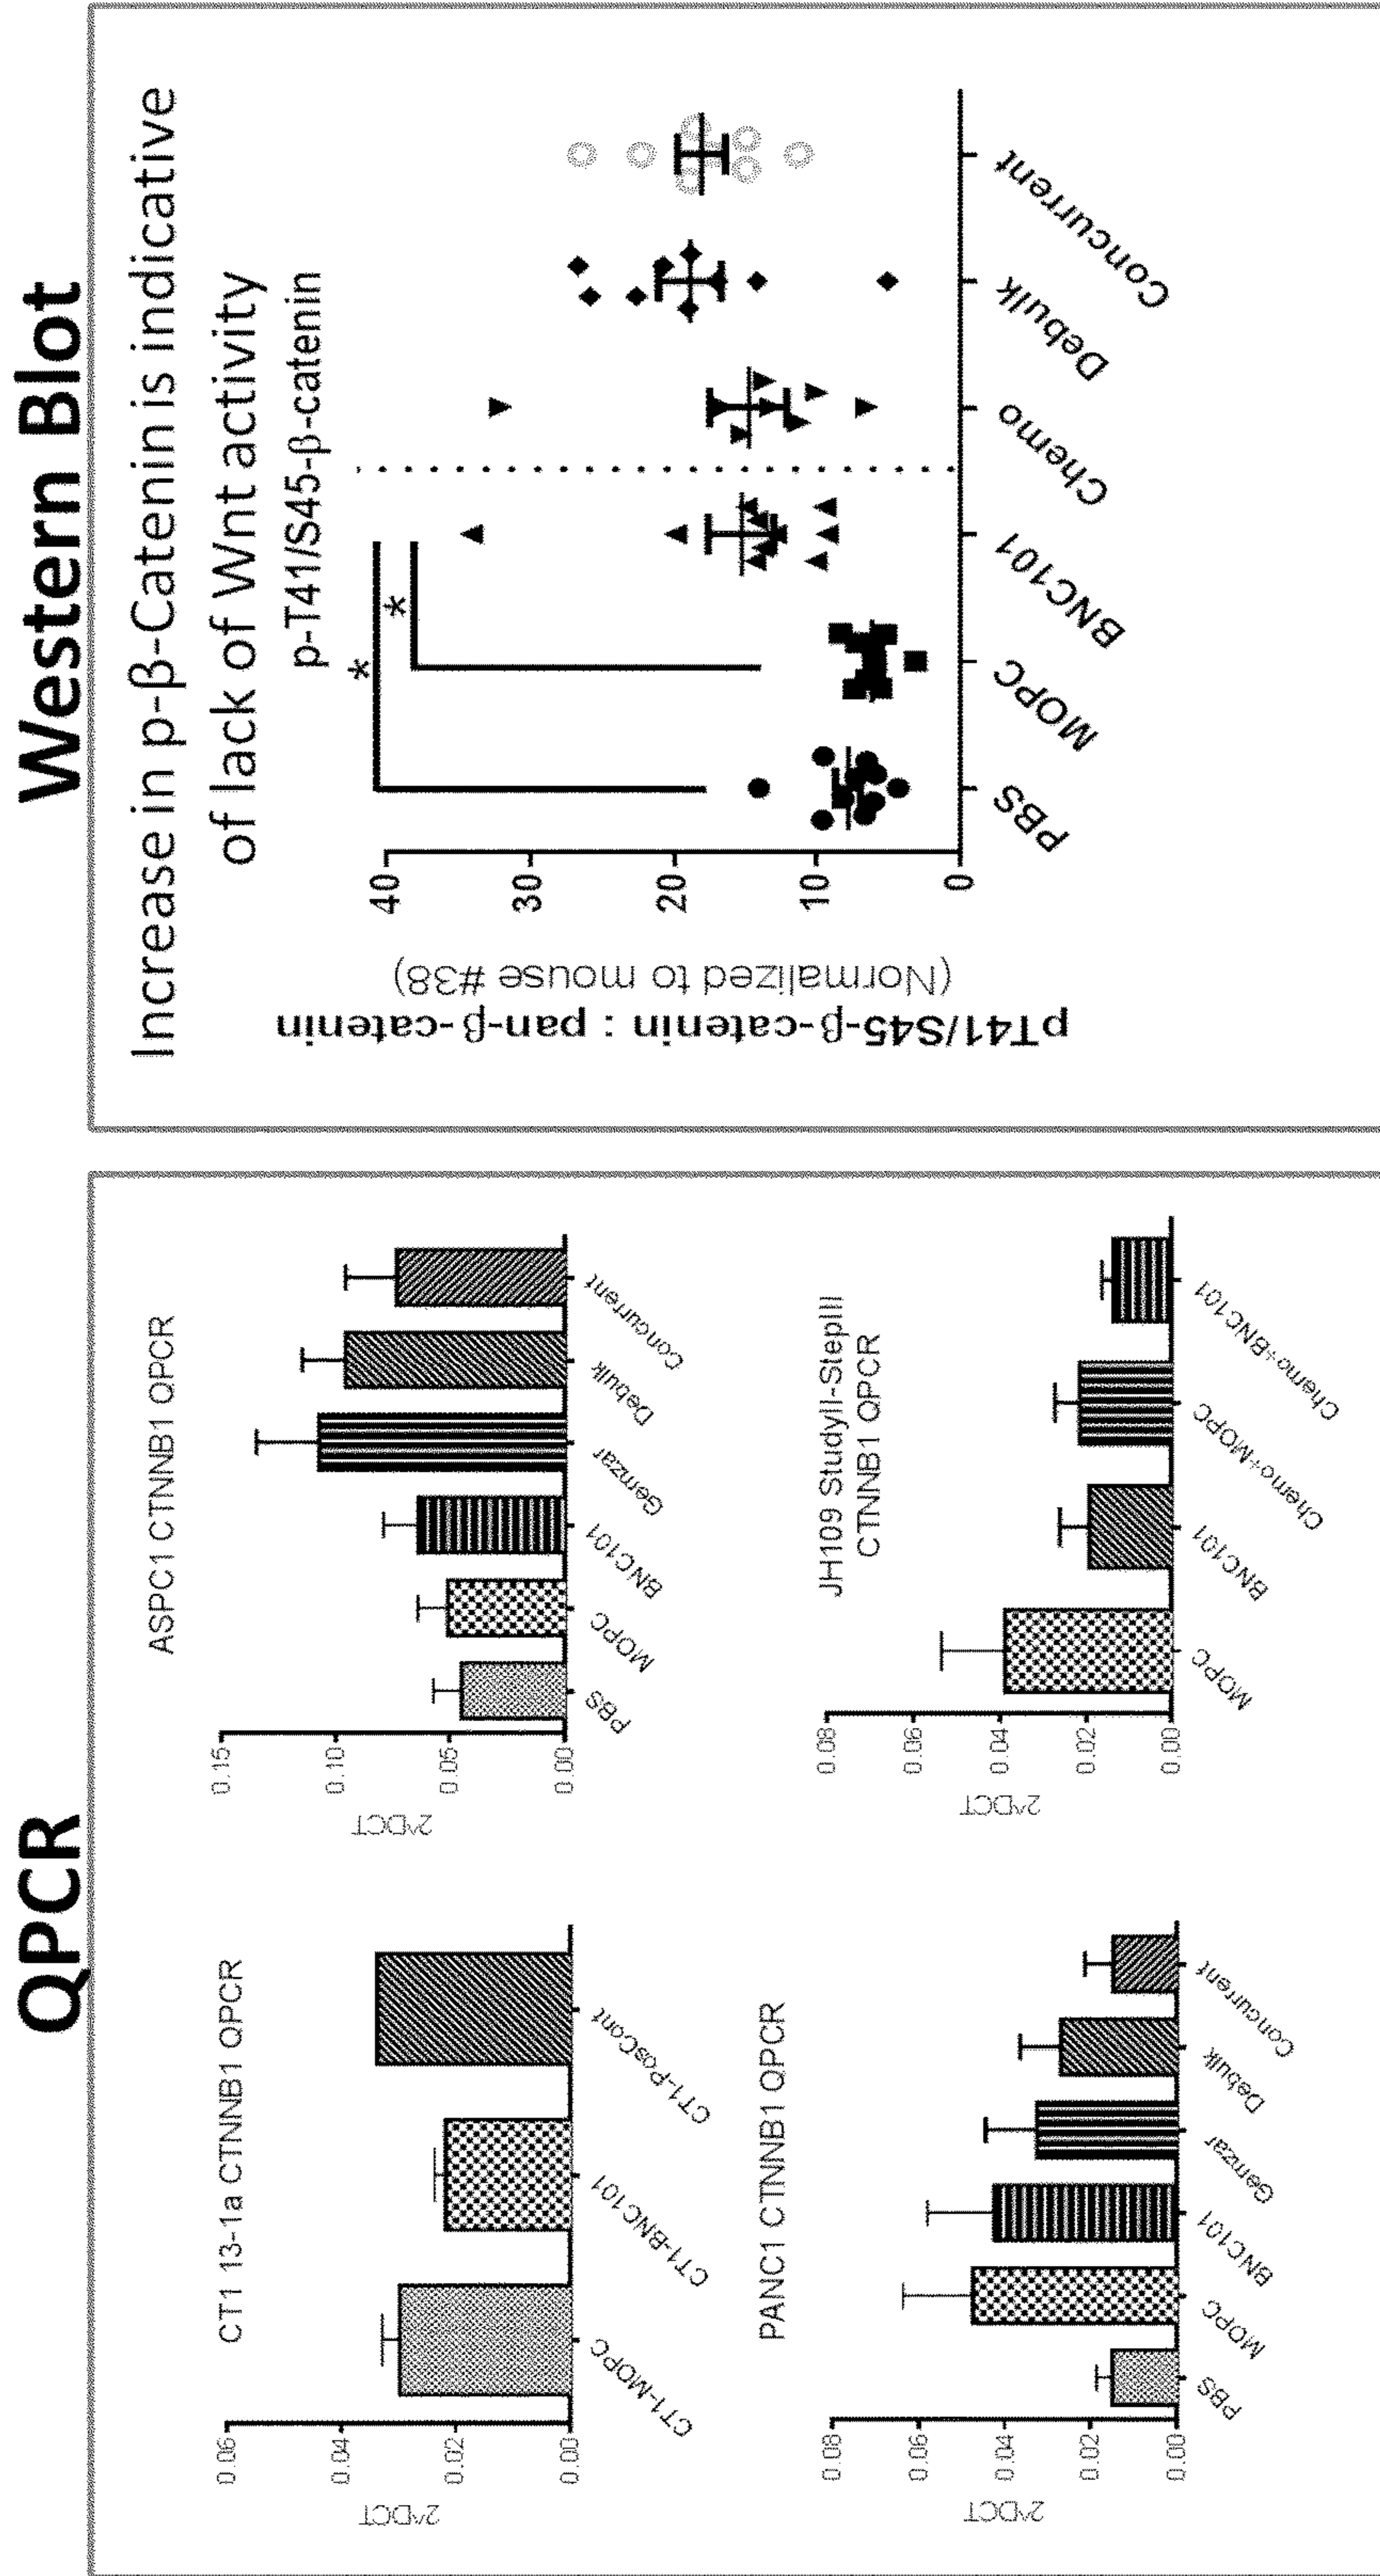 QPCR
CT1 13-1a CTNNB1 QPCR
2^DCT
0.06
0.04
0.02
0.00
CT1-MOPC
CT1-BNC101
CT1-PosCont
ASPC1 CTNNB1 QPCR
2^DCT
0.15
0.10
0.05
0.00
PBS
MOPC
BNC101
Gemzar
Debulk
Concurrent
PANC1 CTNNB1 QPCR
2^DCT
0.08
0.06
0.04
0.02
0.00
PBS
MOPC
BNC101
Gemzar
Debulk
Concurrent
JH109 StudyII-StepIII
CTNNB1 QPCR
2^DCT
0.08
0.06
0.04
0.02
0.00
MOPC
BNC101
Chemo+MOPC
Chemo+BNC101
Western Blot
Increase in p-β-Catenin is indicative
of lack of Wnt activity
p-T41/S45-β-catenin
pT41/S45-β-catenin : pan-β-catenin
(Normalized to mouse #38)
40
30
20
10
0
*
*
PBS
MOPC
BNC101
Chemo
Debulk
Concurrent